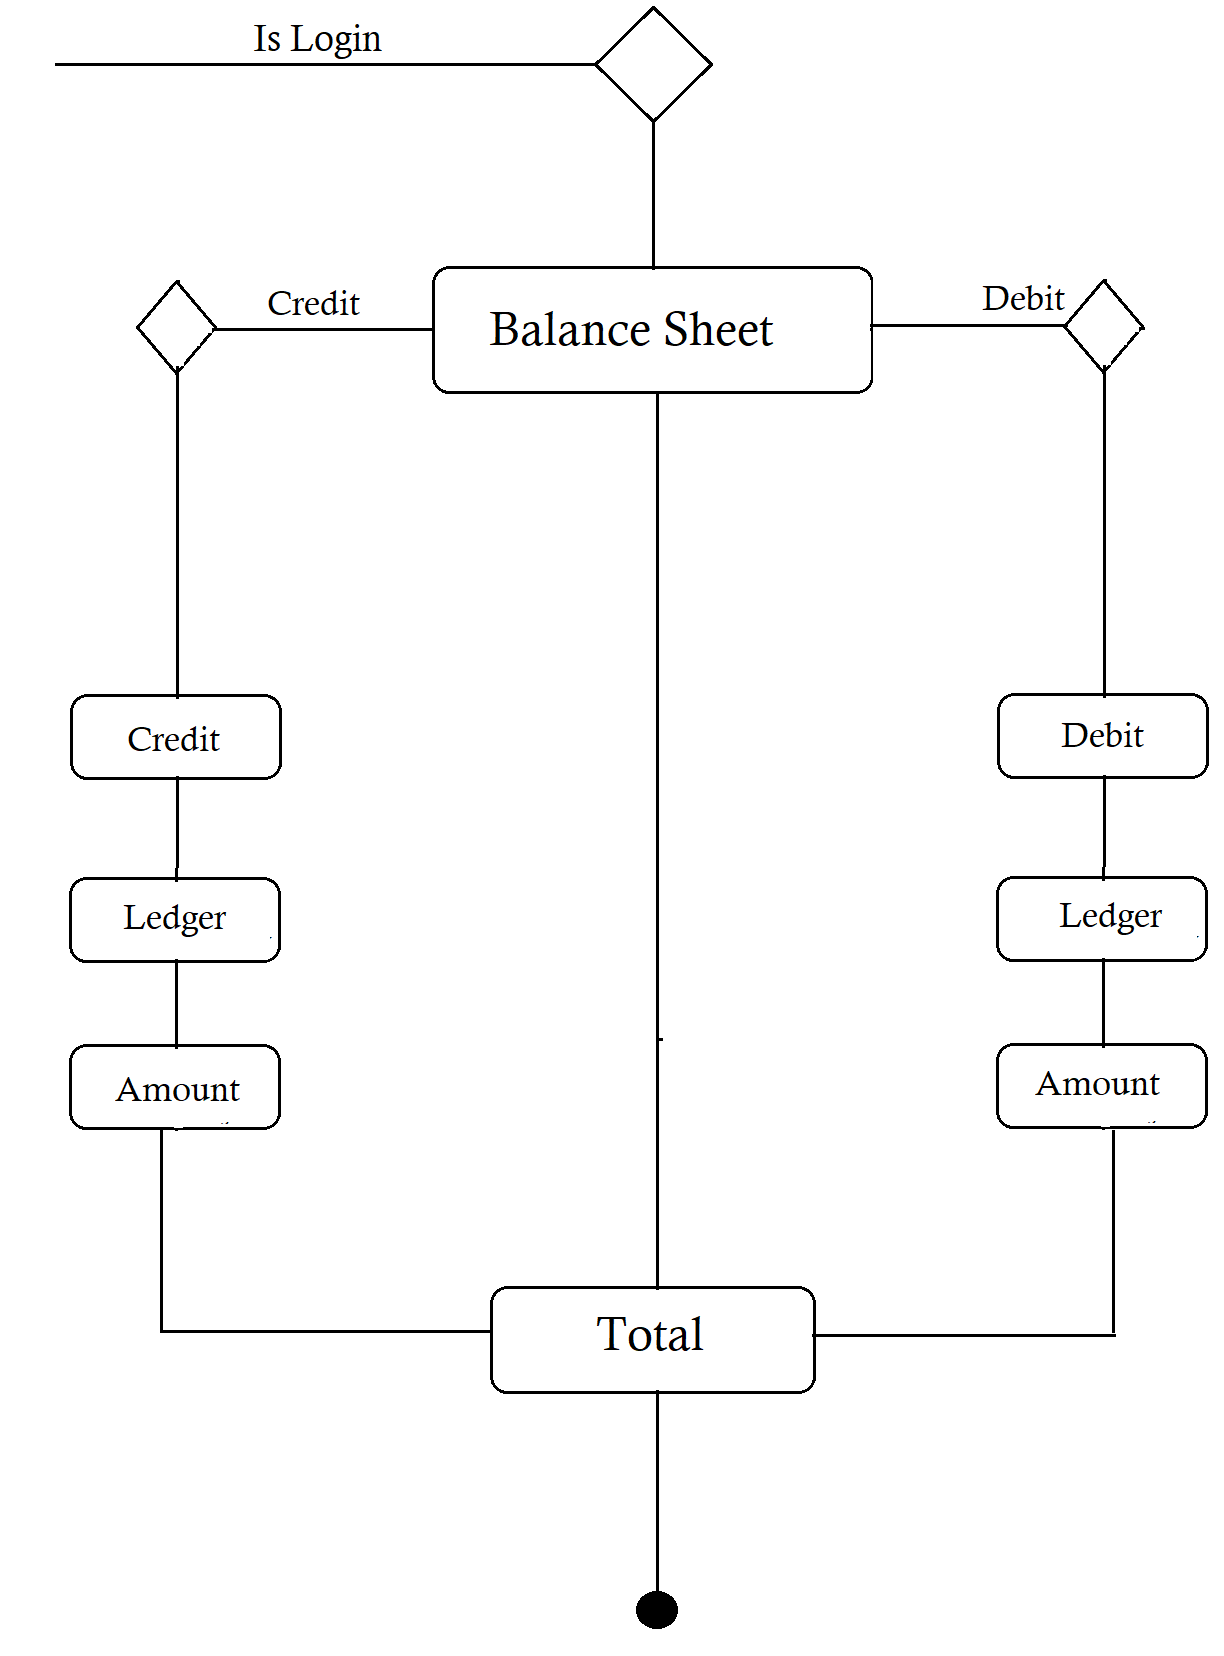 Is Login
Credit
Balance Sheet
Debit
Credit
Debit
Ledger
Ledger
Amount
Amount
Total